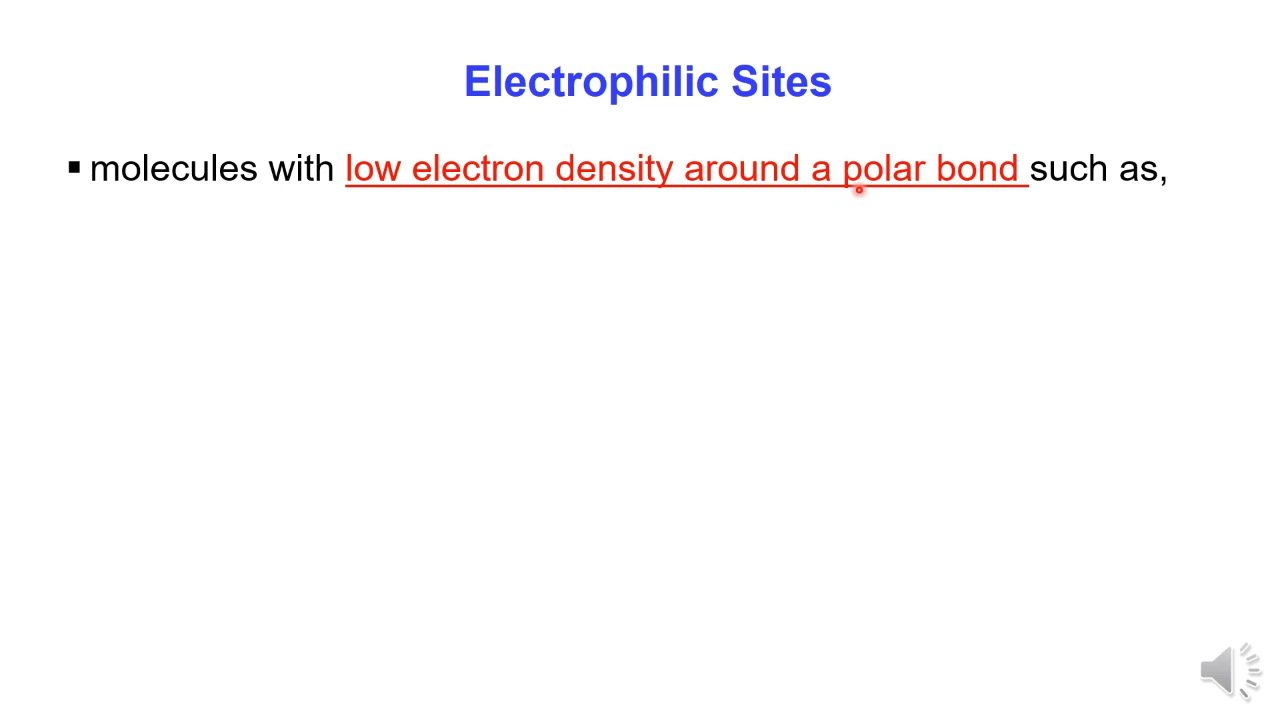 Electrophilic Sites
▪ molecules with low electron density around a polar bond such as,